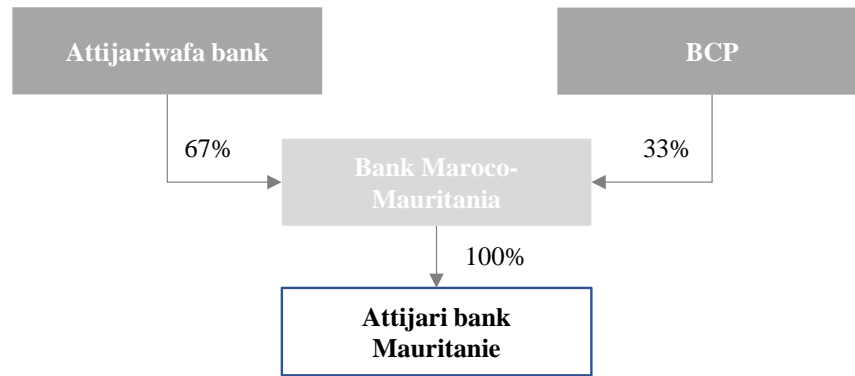 Attijariwafa bank
BCP
67%
33%
Bank Maroco-
Mauritania
100%
Attijari bank
Mauritanie